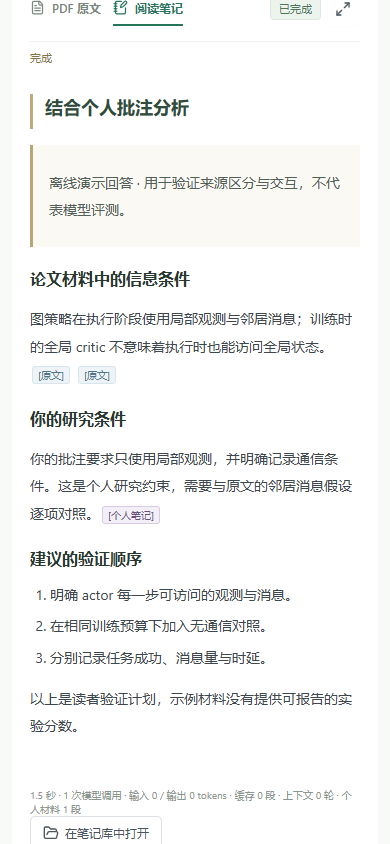 PDF 原文 阅读笔记 已完成
完成
结合个人批注分析
离线演示回答 · 用于验证来源区分与交互，不代
表模型评测。
论文材料中的信息条件
图策略在执行阶段使用局部观测与邻居消息；训练时
的全局 critic 不意味着执行时也能访问全局状态。
[原文] [原文]
你的研究条件
你的批注要求只使用局部观测，并明确记录通信条
件。这是个人研究约束，需要与原文的邻居消息假设
逐项对照。 [个人笔记]
建议的验证顺序
1. 明确 actor 每一步可访问的观测与消息。
2. 在相同训练预算下加入无通信对照。
3. 分别记录任务成功、消息量与时延。
以上是读者验证计划，示例材料没有提供可报告的实
验分数。
1.5 秒 · 1 次模型调用 · 输入 0 / 输出 0 tokens · 缓存 0 段 · 上下文 0 轮 · 个
人材料 1 段
在笔记库中打开